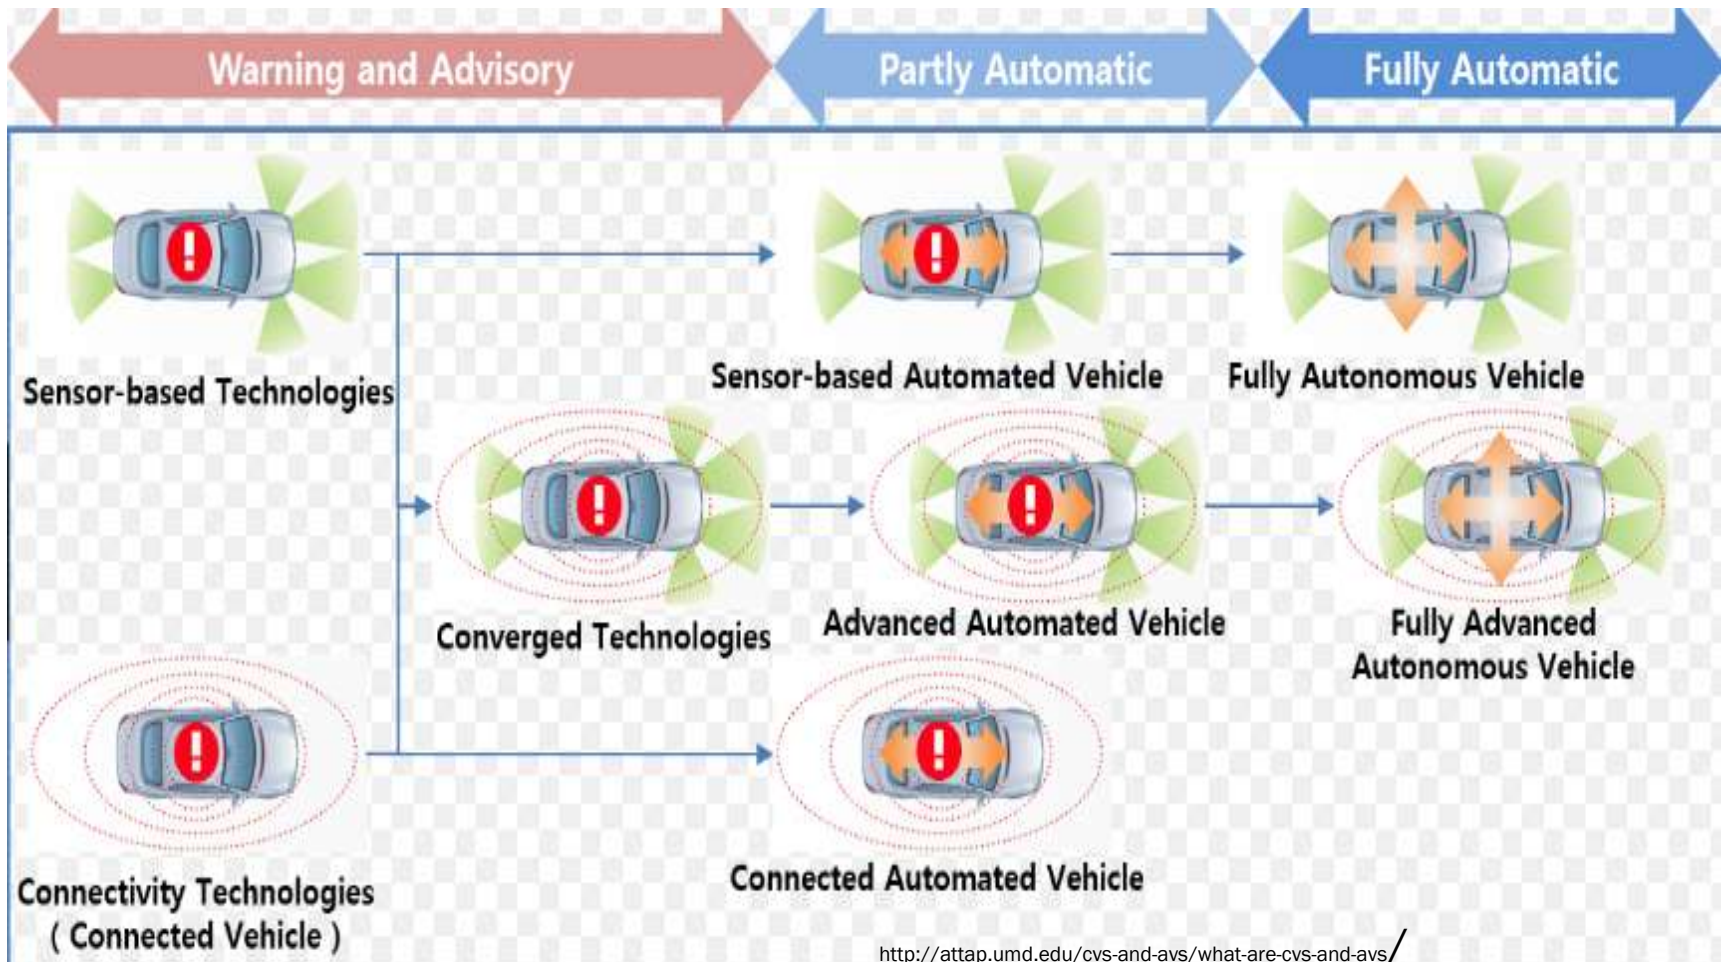 Warning and Advisory
Partly Automatic
Fully Automatic
Sensor-based Technologies
Sensor-based Automated Vehicle
Fully Autonomous Vehicle
Converged Technologies
Advanced Automated Vehicle
Fully Advanced
Autonomous Vehicle
Connectivity Technologies
( Connected Vehicle )
Connected Automated Vehicle
http://attap.umd.edu/cvs-and-avs/what-are-cvs-and-avs/